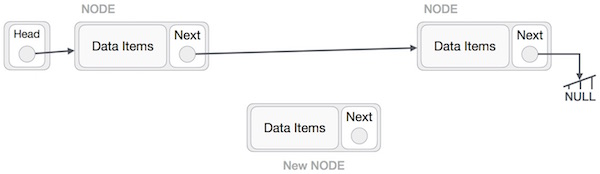 NODE
NODE
Head
Data Items
Next
Data Items
Next
NULL
Data Items
Next
New NODE